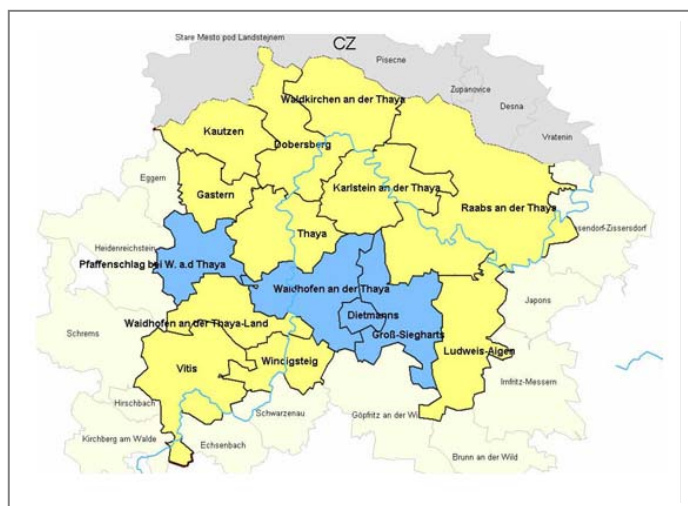 Stare Mesto pod Landstejnem
CZ
Pisecne
Zupanovice
Desna
Vratenin
Waldkirchen an der Thaya
Kautzen
Dobersberg
Eggern
Gastern
Karlstein an der Thaya
Raabs an der Thaya
Thaya
sendorf-Zissersdorf
Heidenreichstein
Pfaffenschlag bei W. a.d Thaya
Waidhofen an der Thaya
Japons
Dietmanns
Waidhofen an der Thaya-Land
Groß-Siegharts
Schrems
Ludweis-Aigen
Vitis
Windigsteig
Irnfritz-Messern
Hirschbach
Schwarzenau
Göpfritz an der Wi
Kirchberg am Walde
Echsenbach
Brunn an der Wild